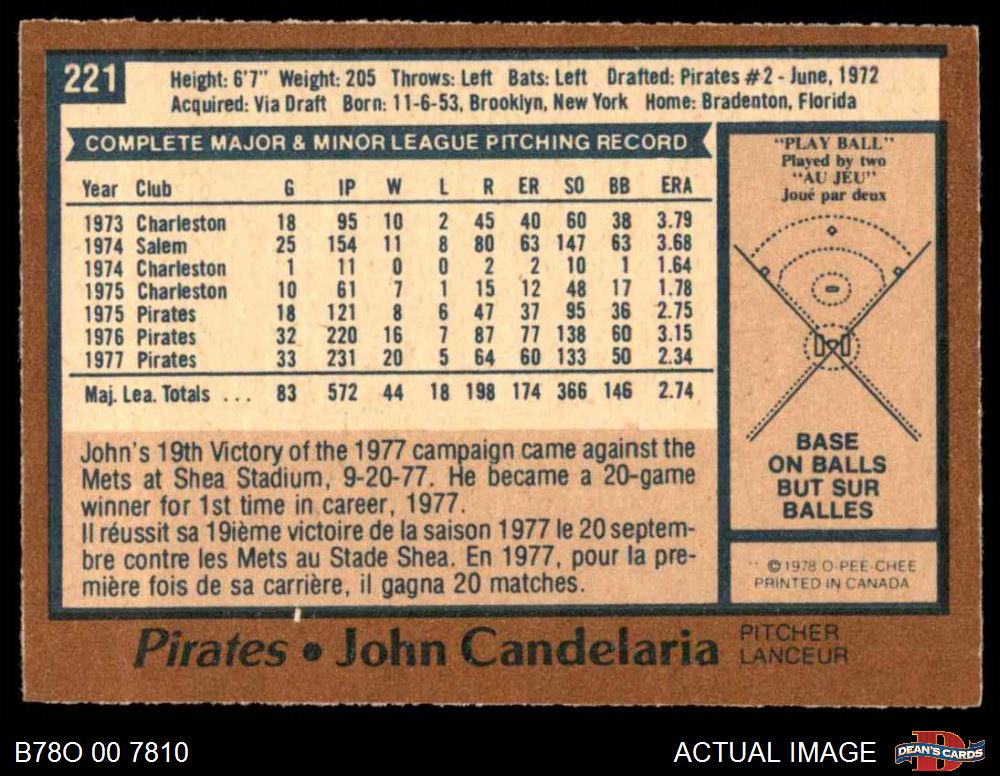 221
Height: 6'7" Weight: 205 Throws: Left Bats: Left Drafted: Pirates #2 - June, 1972
Acquired: Via Draft Born: 11-6-53, Brooklyn, New York Home: Bradenton, Florida
COMPLETE MAJOR & MINOR LEAGUE PITCHING RECORD
Year Club G IP W L R ER SO BB ERA
1973 Charleston 18 95 10 2 45 40 60 38 3.79
1974 Salem 25 154 11 8 80 63 147 63 3.68
1974 Charleston 1 11 0 0 2 2 10 1 1.64
1975 Charleston 10 61 7 1 15 12 48 17 1.78
1975 Pirates 18 121 8 6 47 37 95 36 2.75
1976 Pirates 32 220 16 7 87 77 138 60 3.15
1977 Pirates 33 231 20 5 64 60 133 50 2.34
Maj. Lea. Totals ... 83 572 44 18 198 174 366 146 2.74
"PLAY BALL"
Played by two
"AU JEU"
Joué par deux
BASE
ON BALLS
BUT SUR
BALLES
John's 19th Victory of the 1977 campaign came against the
Mets at Shea Stadium, 9-20-77. He became a 20-game
winner for 1st time in career, 1977.
Il réussit sa 19ième victoire de la saison 1977 le 20 septem-
bre contre les Mets au Stade Shea. En 1977, pour la pre-
mière fois de sa carrière, il gagna 20 matches.
©1978 O-PEE-CHEE
PRINTED IN CANADA
Pirates • John Candelaria
PITCHER
LANCEUR
B78O 00 7810
ACTUAL IMAGE
DEAN'S CARDS